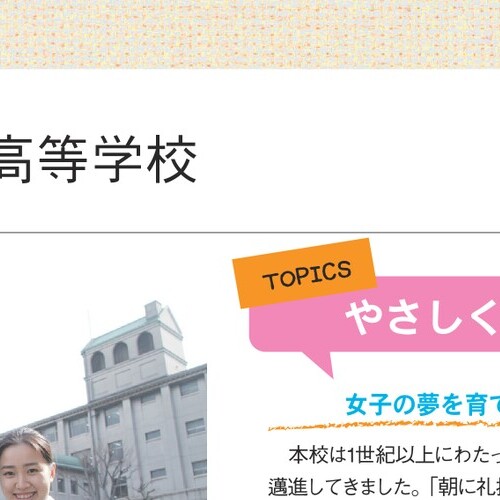 高等学校
TOPICS
やさしく
女子の夢を育て
本校は1世紀以上にわたっ
邁進してきました。「朝に礼